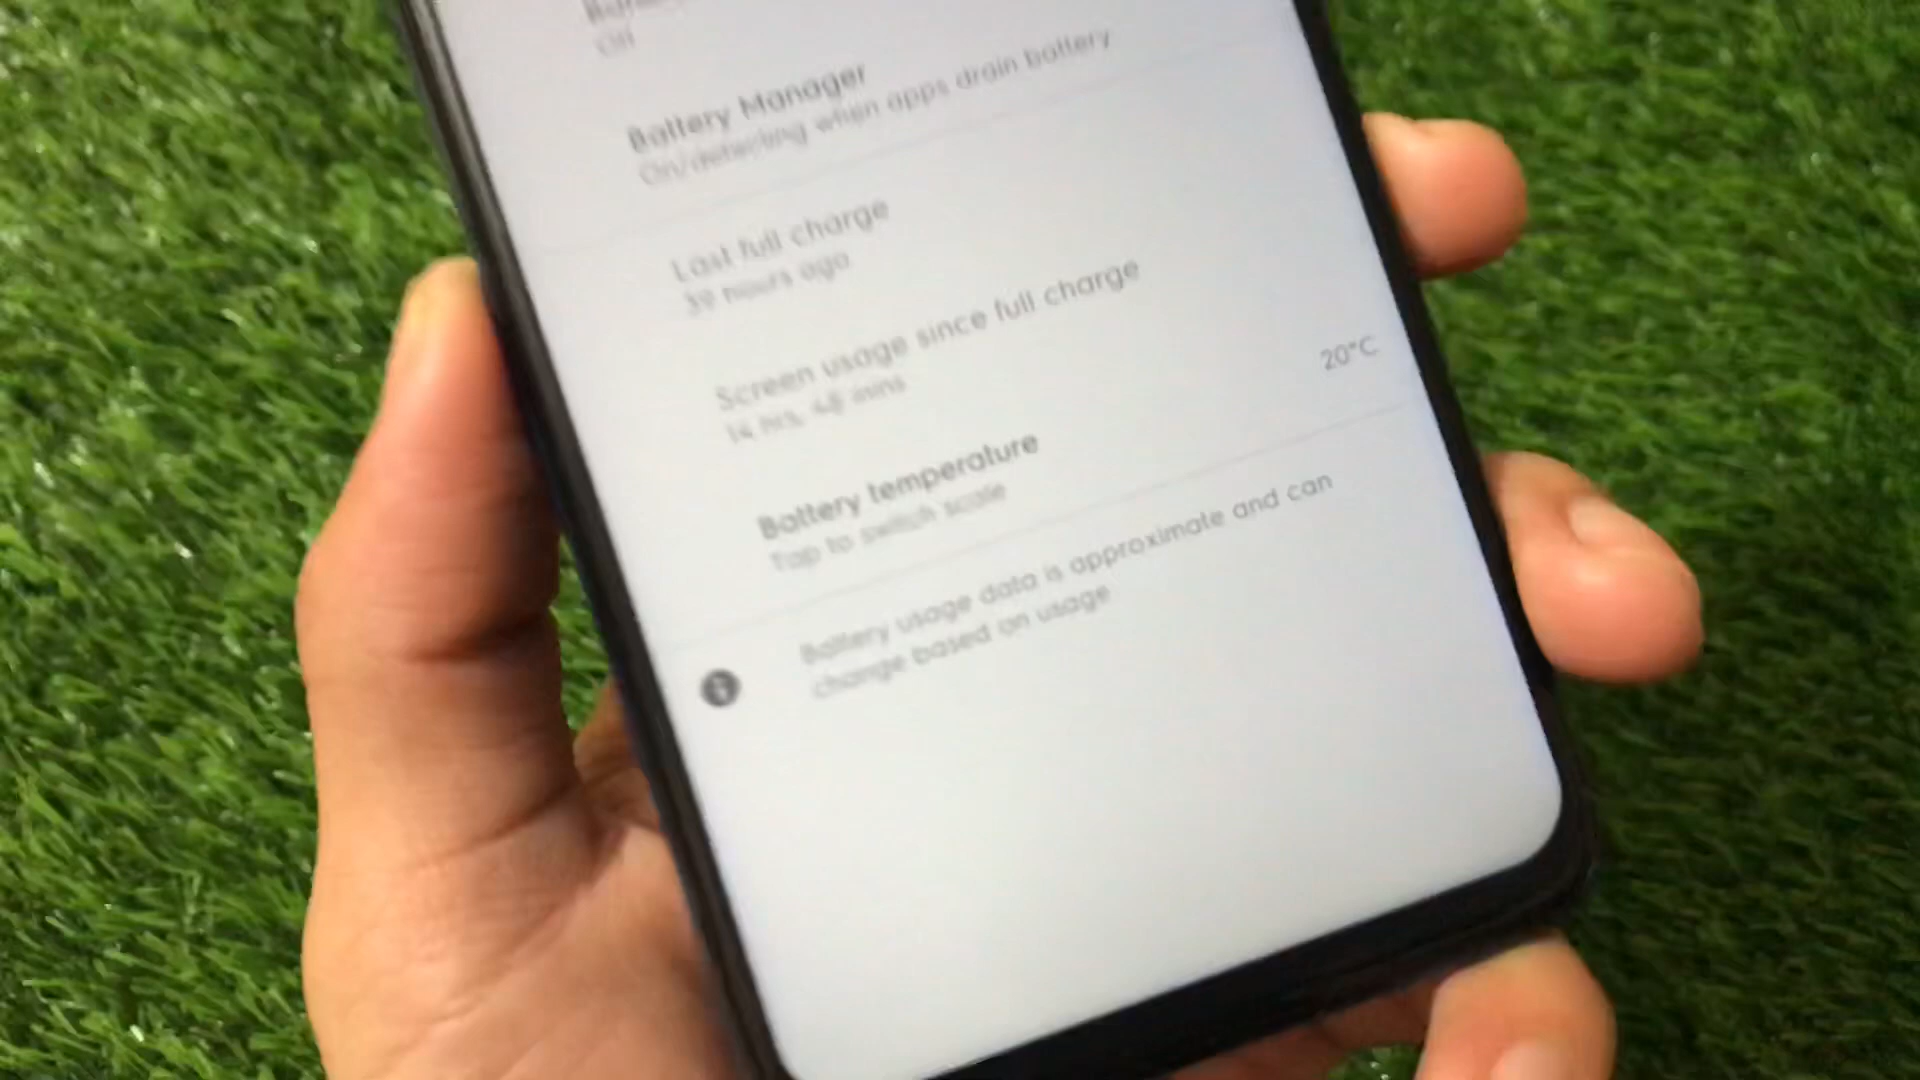 Battery Manager
On/detecting when apps drain battery
Last full charge
39 hours ago
Screen usage since full charge
14 hrs, 48 mins
20°C
Battery temperature
Tap to switch scale
Battery usage data is approximate and can
change based on usage